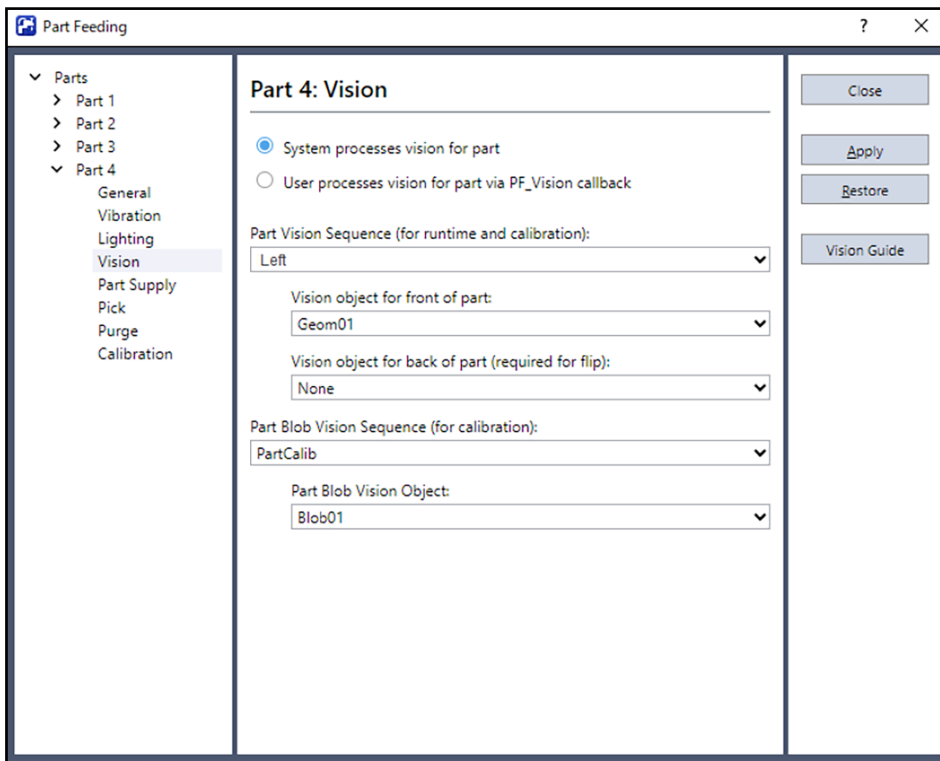 Part Feeding
?
Parts
Part 1
Part 2
Part 3
Part 4
General
Vibration
Lighting
Vision
Part Supply
Pick
Purge
Calibration
Part 4: Vision
System processes vision for part
User processes vision for part via PF_Vision callback
Part Vision Sequence (for runtime and calibration):
Left
Vision object for front of part:
Geom01
Vision object for back of part (required for flip):
None
Part Blob Vision Sequence (for calibration):
PartCalib
Part Blob Vision Object:
Blob01
Close
Apply
Restore
Vision Guide